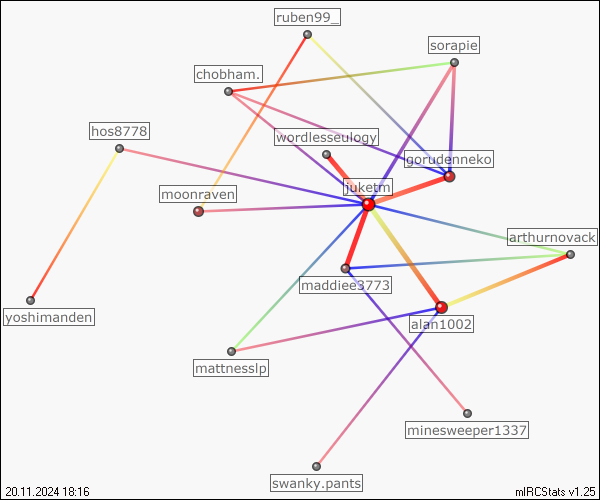 ruben99_
sorapie
chobham.
hos8778
wordlesseulogy
gorudenneko
juketm
moonraven
arthurnovack
maddiee3773
yoshimanden
alan1002
mattnesslp
minesweeper1337
swanky.pants
20.11.2024 18:16
mIRCStats v1.25